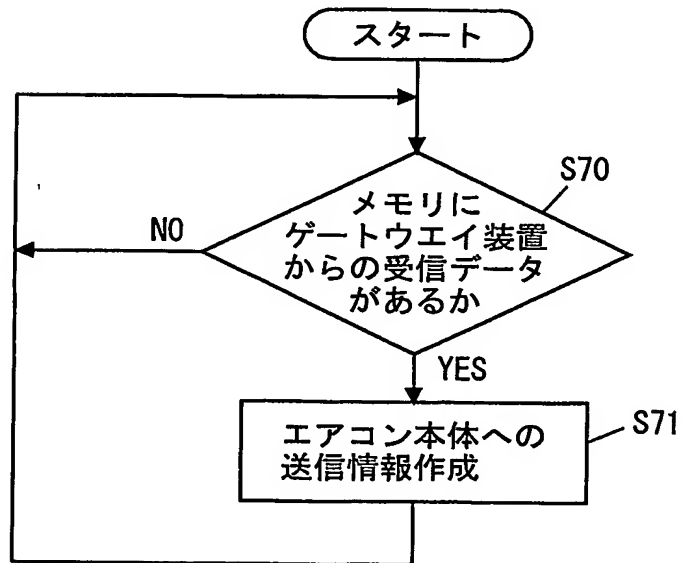 スタート
S70
メモリに
ゲートウエイ装置
からの受信データ
があるか
NO
YES
S71
エアコン本体への
送信情報作成